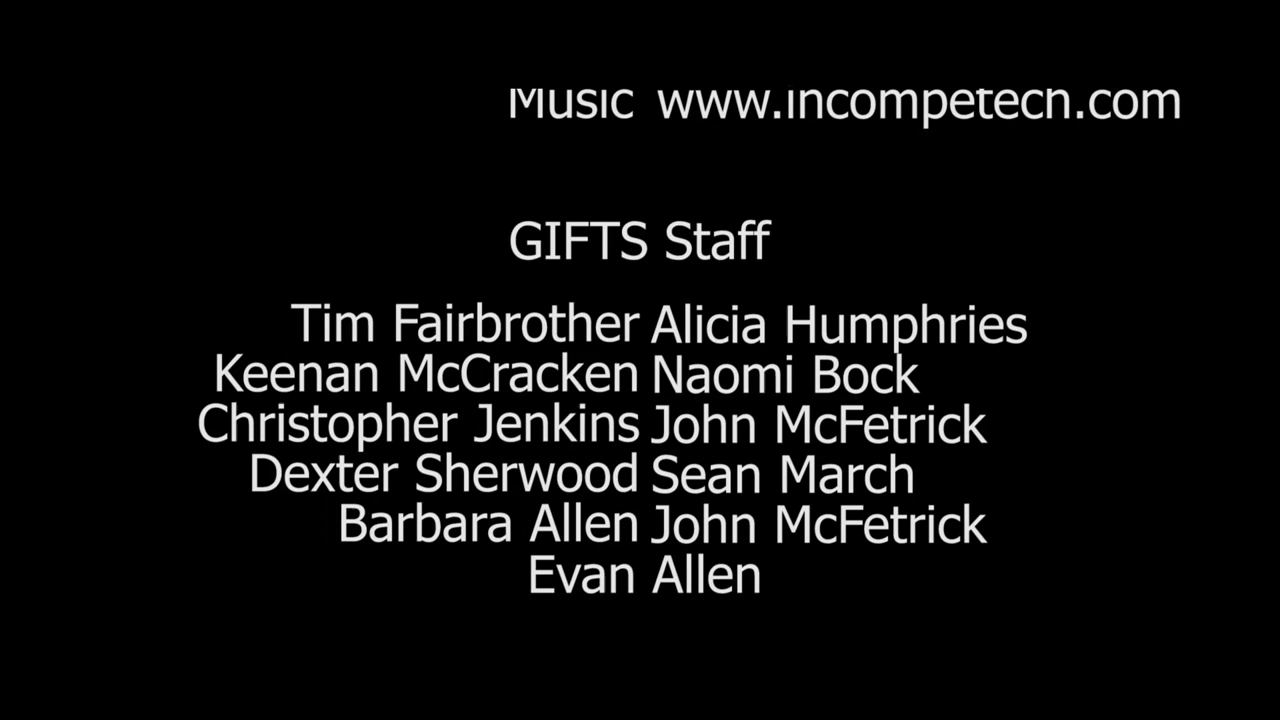 Music www.incompetech.com
GIFTS Staff
Tim Fairbrother Alicia Humphries
Keenan McCracken Naomi Bock
Christopher Jenkins John McFetrick
Dexter Sherwood Sean March
Barbara Allen John McFetrick
Evan Allen